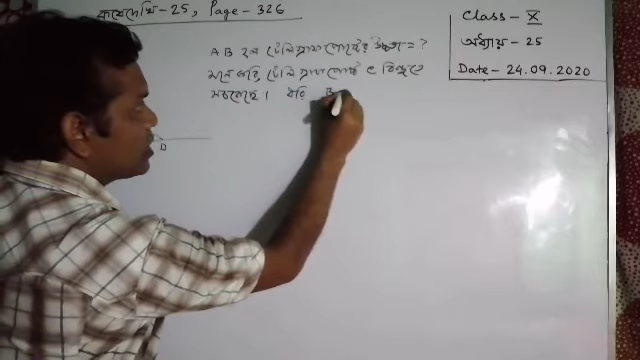 কষে দেখি - 25, Page - 326
Class - X
অধ্যায় - 25
Date - 24.09.2020
AB হল টেলিগ্রাফ পোস্টের উচ্চতা = ?
মনে করি টেলিগ্রাফ পোস্ট C বিন্দুতে
মচকেছে। ধরি B
D